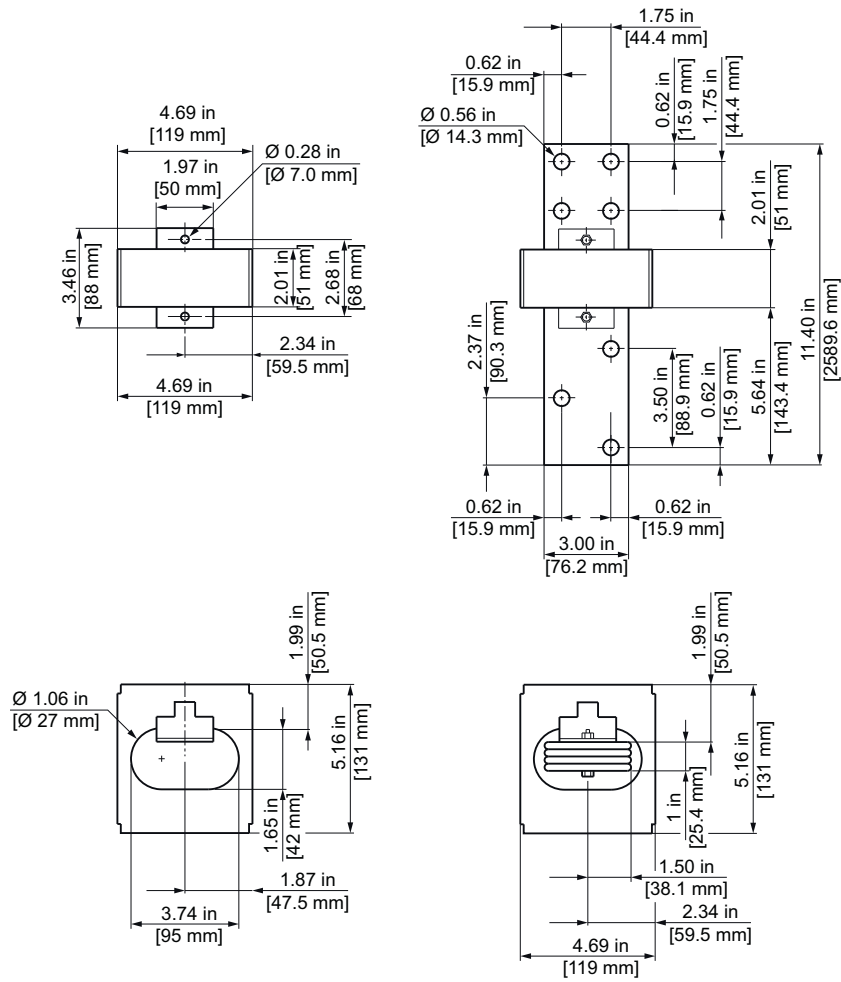 4.69 in
[119 mm]
1.97 in
[50 mm]
Ø 0.28 in
[Ø 7.0 mm]
3.46 in
[88 mm]
2.01 in
[51 mm]
2.68 in
[68 mm]
2.34 in
[59.5 mm]
4.69 in
[119 mm]
1.75 in
[44.4 mm]
0.62 in
[15.9 mm]
Ø 0.56 in
[Ø 14.3 mm]
0.62 in
[15.9 mm]
1.75 in
[44.4 mm]
2.01 in
[51 mm]
11.40 in
[2589.6 mm]
2.37 in
[90.3 mm]
3.50 in
[88.9 mm]
0.62 in
[15.9 mm]
5.64 in
[143.4 mm]
0.62 in
[15.9 mm]
0.62 in
[15.9 mm]
3.00 in
[76.2 mm]
1.99 in
[50.5 mm]
Ø 1.06 in
[Ø 27 mm]
5.16 in
[131 mm]
1.65 in
[42 mm]
1.87 in
[47.5 mm]
3.74 in
[95 mm]
1.99 in
[50.5 mm]
5.16 in
[131 mm]
1 in
[25.4 mm]
1.50 in
[38.1 mm]
2.34 in
[59.5 mm]
4.69 in
[119 mm]